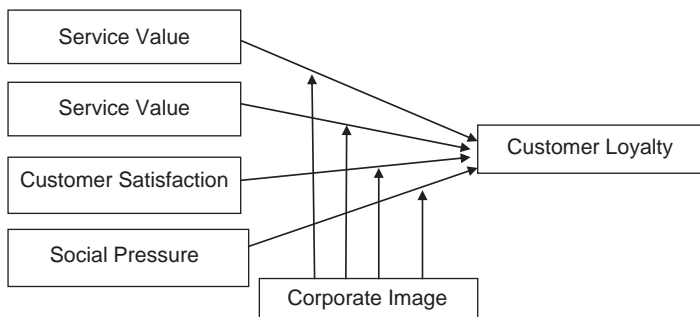 Service Value
Service Value
Customer Satisfaction
Social Pressure
Customer Loyalty
Corporate Image